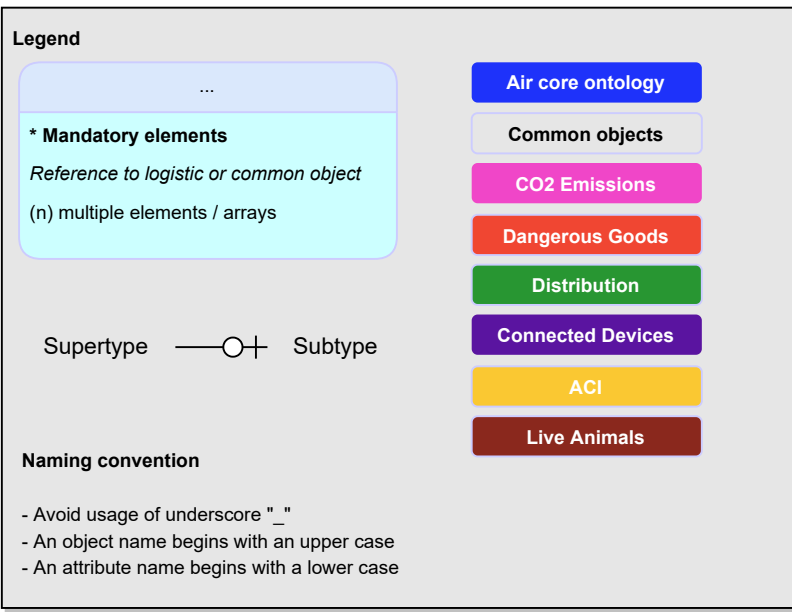 Legend
...
* Mandatory elements
Reference to logistic or common object
(n) multiple elements / arrays
Supertype
Subtype
Air core ontology
Common objects
CO2 Emissions
Dangerous Goods
Distribution
Connected Devices
ACI
Live Animals
Naming convention
- Avoid usage of underscore "_"
- An object name begins with an upper case
- An attribute name begins with a lower case